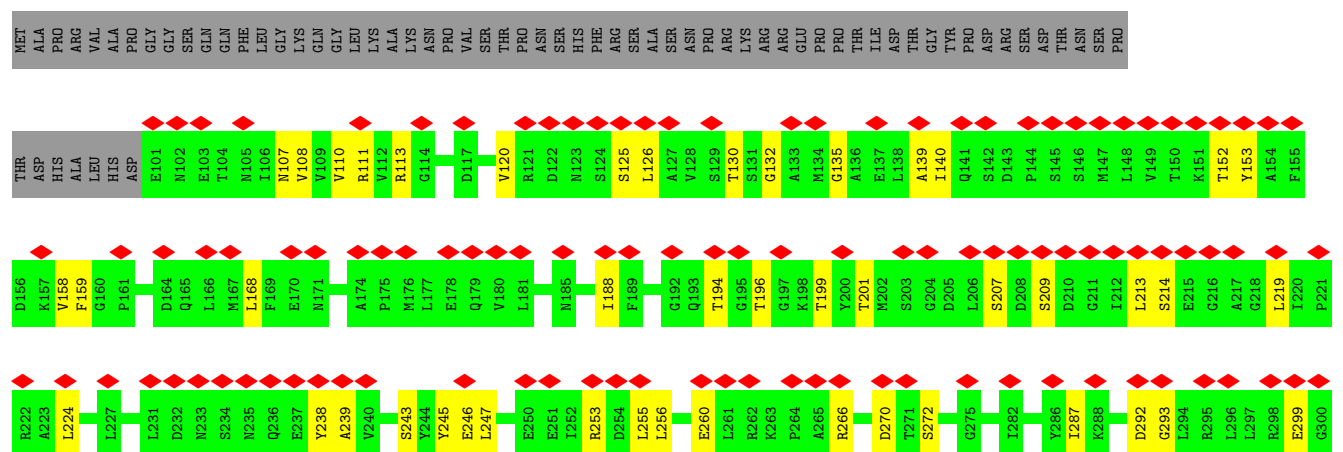 MET ALA PRO ARG VAL ALA PRO GLY GLY SER GLN GLN PHE LEU GLY LYS GLN GLY LEU LYS ALA LYS ASN PRO VAL SER THR PRO ASN SER HIS PHE ARG SER ALA SER ASN PRO ARG LYS ARG ARG GLU PRO PRO THR ILE ASP THR GLY TYR PRO ASP ARG SER ASP THR ASN SER PRO
THR ASP HIS ALA LEU HIS ASP E101 N102 E103 T104 N105 I106 N107 V108 V109 V110 R111 V112 R113 G114 D117 V120 R121 D122 N123 S124 S125 L126 A127 V128 S129 T130 S131 G132 A133 M134 G135 A136 E137 L138 A139 I140 Q141 S142 D143 P144 S145 S146 M147 L148 V149 T150 K151 T152 Y153 A154 F155
D156 K157 V158 F159 G160 P161 D164 Q165 L166 M167 L168 F169 E170 N171 A174 P175 M176 L177 E178 Q179 V180 L181 N185 I188 F189 G192 Q193 T194 G195 T196 G197 K198 T199 Y200 T201 M202 S203 G204 D205 L206 S207 D208 S209 D210 G211 I212 L213 S214 E215 G216 A217 G218 L219 I220 P221
R222 A223 L224 L227 L231 D232 N233 S234 N235 Q236 E237 Y238 A239 V240 S243 Y244 Y245 E246 L247 E250 E251 I252 R253 D254 L255 L256 E260 L261 R262 K263 P264 A265 R266 D270 T271 S272 G275 I282 Y286 I287 K288 D292 G293 L294 R295 L296 L297 R298 E299 G300